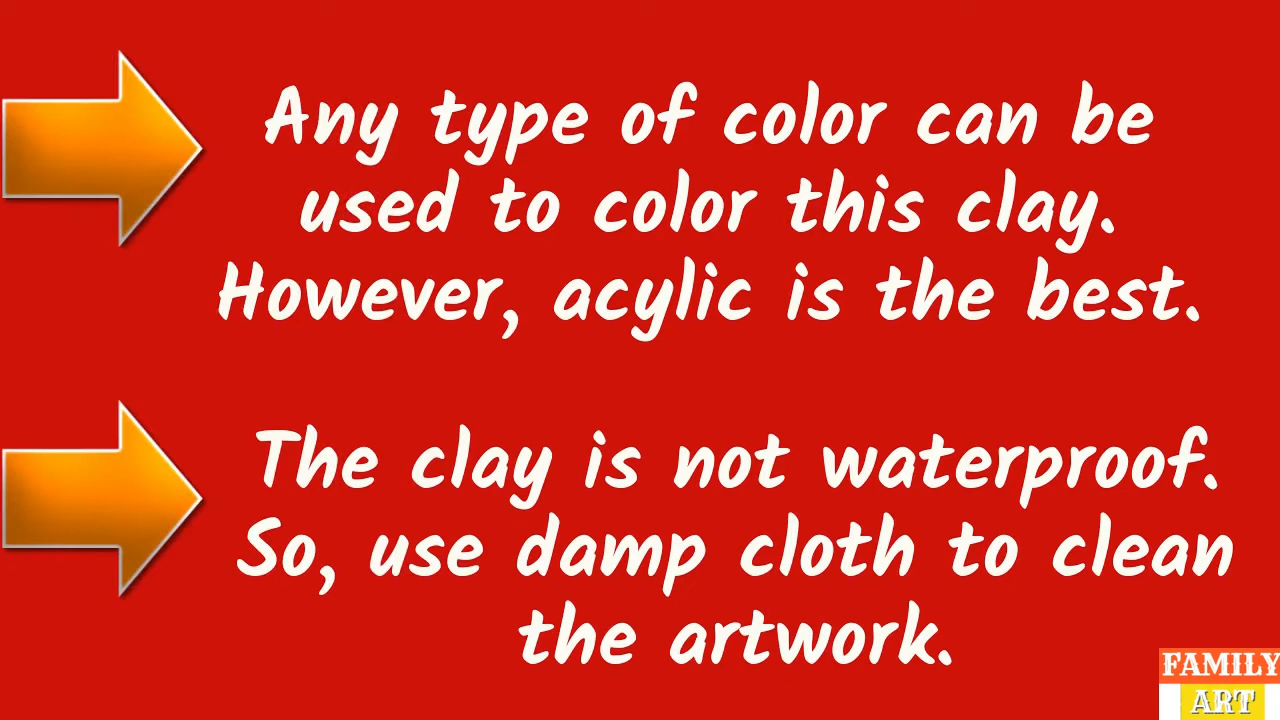 Any type of color can be
used to color this clay.
However, acylic is the best.
The clay is not waterproof.
So, use damp cloth to clean
the artwork.
FAMILY
ART